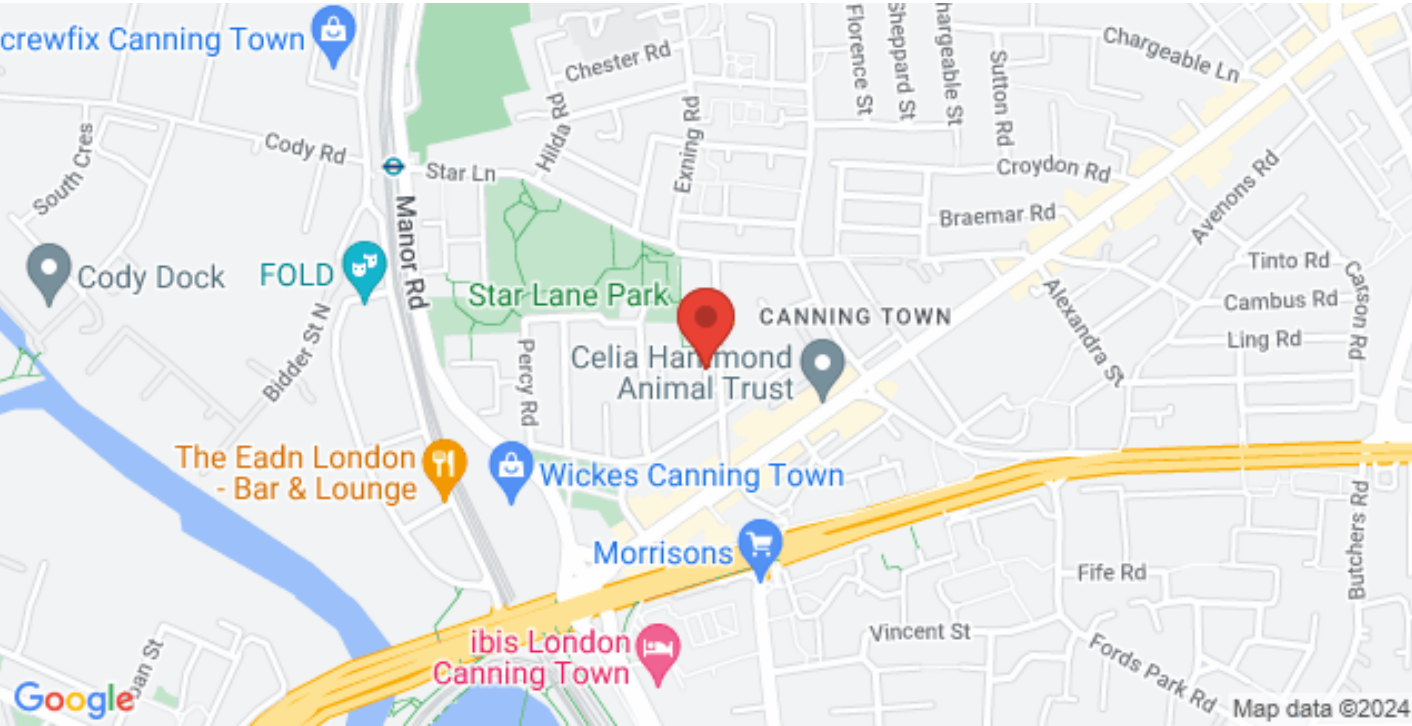 crewfix Canning Town
Chester Rd
Florence St
Sheppard St
hargeable St
Sutton Rd
Chargeable Ln
South Cres
Cody Rd
Star Ln
Hilda Rd
Exning Rd
Croydon Rd
Avenons Rd
Manor Rd
Braemar Rd
Cody Dock
FOLD
Star Lane Park
Tinto Rd
Cambus Rd
Ling Rd
Carson Rd
Alexandra St
CANNING TOWN
Bidder St N
Percy Rd
Celia Hammond
Animal Trust
The Eadn London
- Bar & Lounge
Wickes Canning Town
Morrisons
Butchers Rd
Fife Rd
Vincent St
Fords Park Rd
ibis London
Canning Town
Google
oan St
Map data ©2024